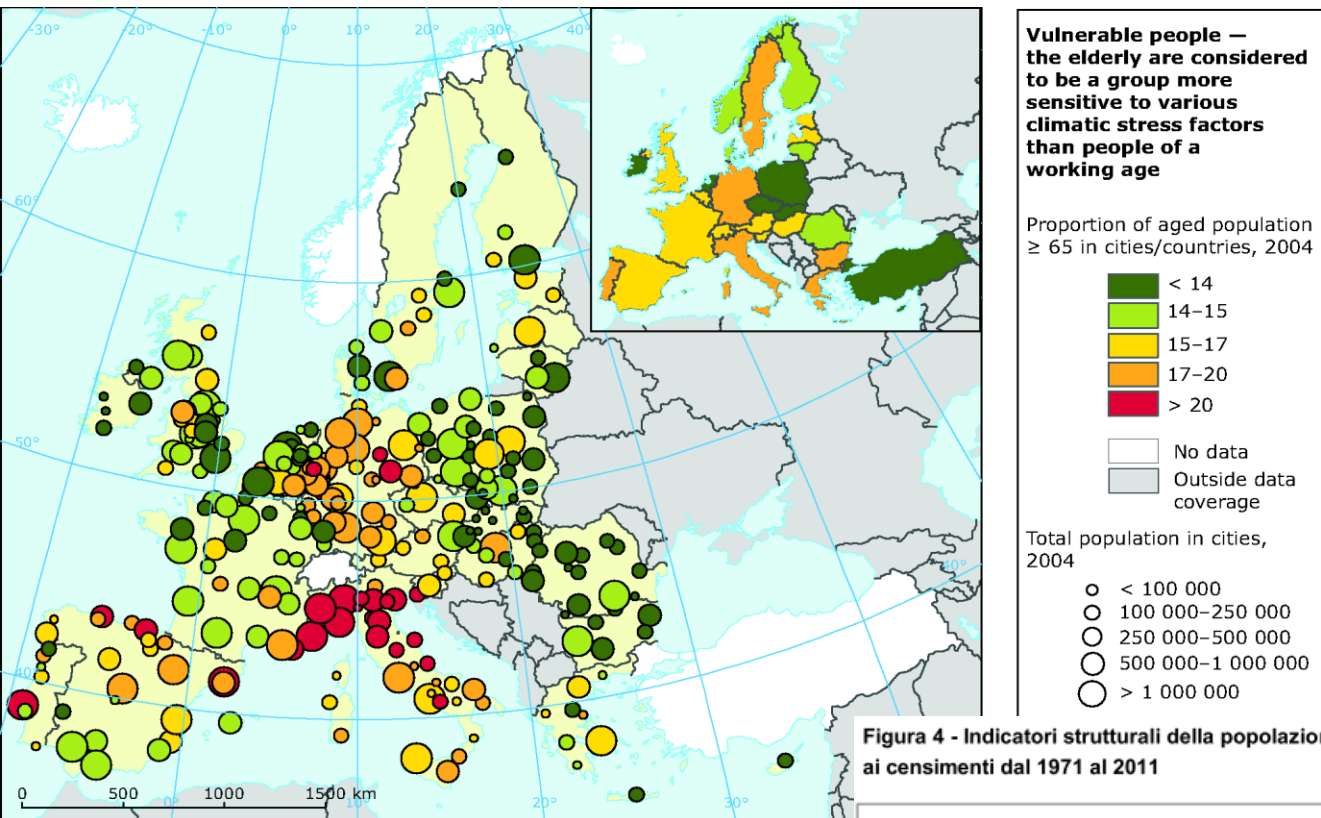 -30°
-20°
-10°
0°
10°
20°
30°
40°
60°
50°
40°
40°
0°
10°
20°
30°
0 500 1000 1500 km
Vulnerable people —
the elderly are considered
to be a group more
sensitive to various
climatic stress factors
than people of a
working age
Proportion of aged population
≥ 65 in cities/countries, 2004
< 14
14–15
15–17
17–20
> 20
No data
Outside data
coverage
Total population in cities,
2004
< 100 000
100 000–250 000
250 000–500 000
500 000–1 000 000
> 1 000 000
Figura 4 - Indicatori strutturali della popolazion
ai censimenti dal 1971 al 2011